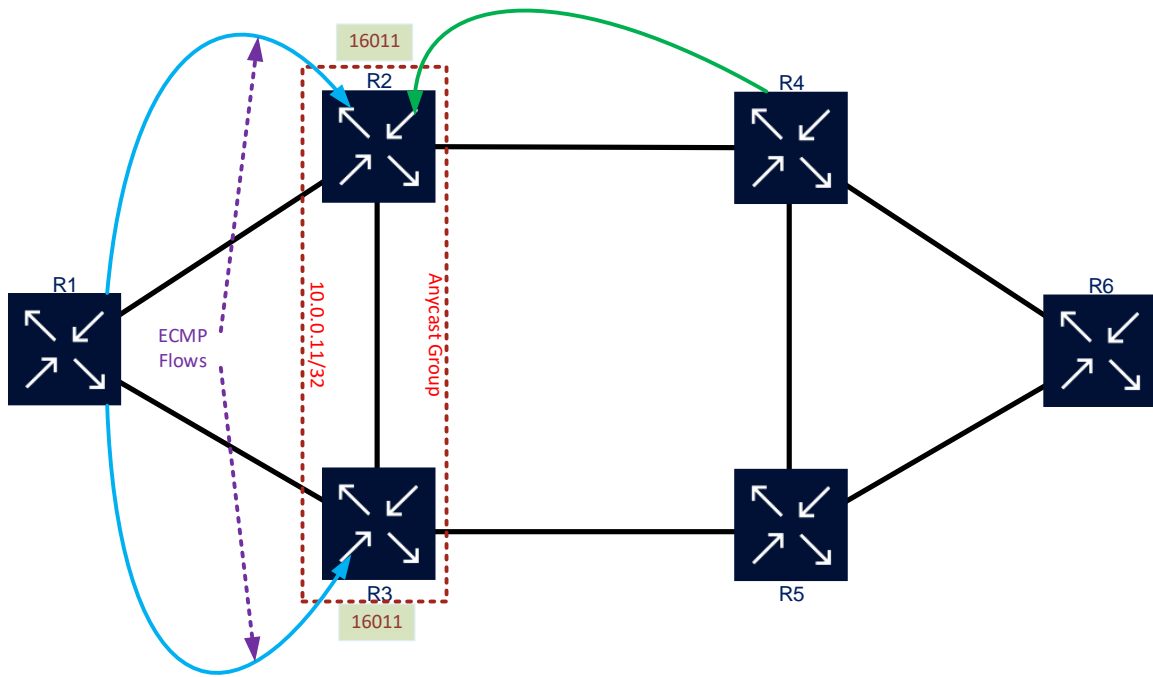 16011
R2
R4
R1
ECMP
Flows
10.0.0.11/32
Anycast Group
R6
R3
16011
R5